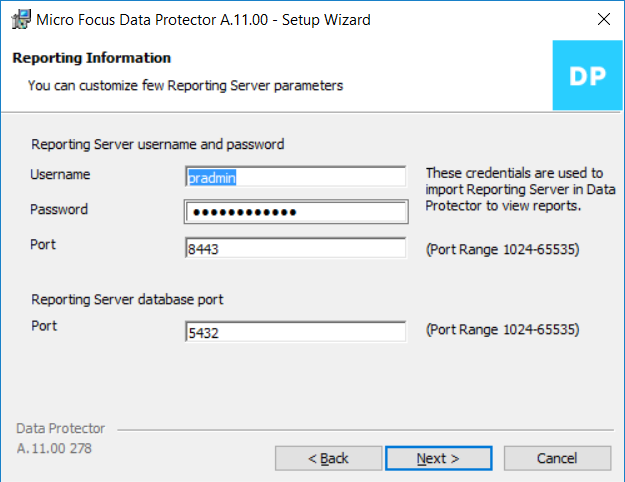 Micro Focus Data Protector A.11.00 - Setup Wizard
Reporting Information
You can customize few Reporting Server parameters
DP
Reporting Server username and password
Username
pradmin
These credentials are used to
import Reporting Server in Data
Protector to view reports.
Password
●●●●●●●●●●●●
Port
8443
(Port Range 1024-65535)
Reporting Server database port
Port
5432
(Port Range 1024-65535)
Data Protector
A.11.00 278
< Back
Next >
Cancel